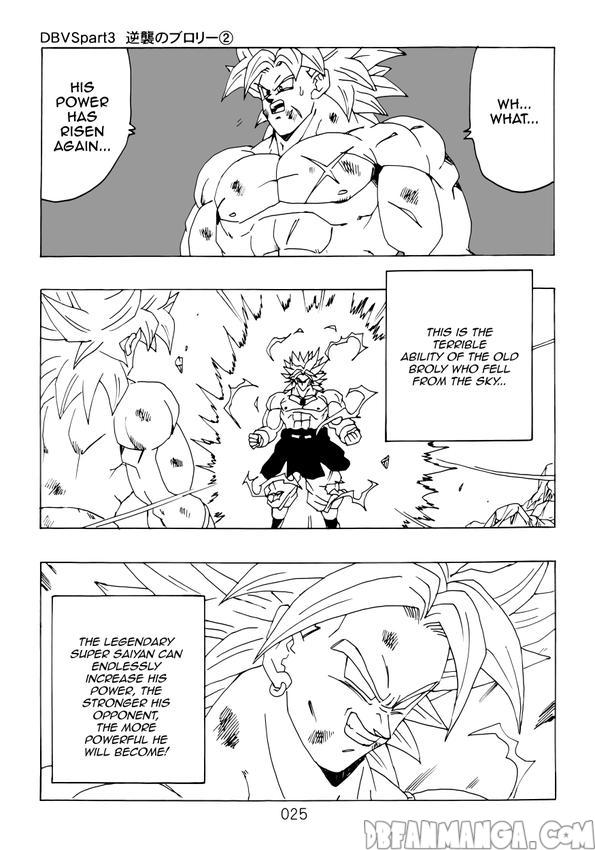 DBVSpart3 逆襲のブロリー②
WH...
WHAT...
HIS
POWER
HAS
RISEN
AGAIN...
THIS IS THE
TERRIBLE
ABILITY OF THE OLD
BROLY WHO FELL
FROM THE SKY...
THE LEGENDARY
SUPER SAIYAN CAN
ENDLESSLY
INCREASE HIS
POWER, THE
STRONGER HIS
OPPONENT,
THE MORE
POWERFUL HE
WILL BECOME!
025
DBFANMANGA.COM